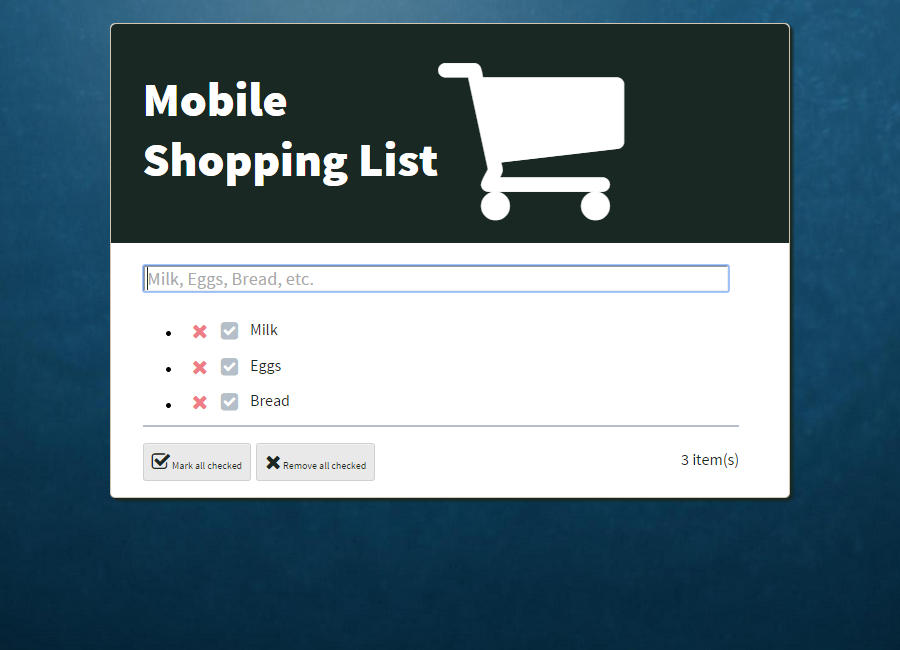 Mobile
Shopping List
Milk, Eggs, Bread, etc.
Milk
Eggs
Bread
Mark all checked
Remove all checked
3 item(s)